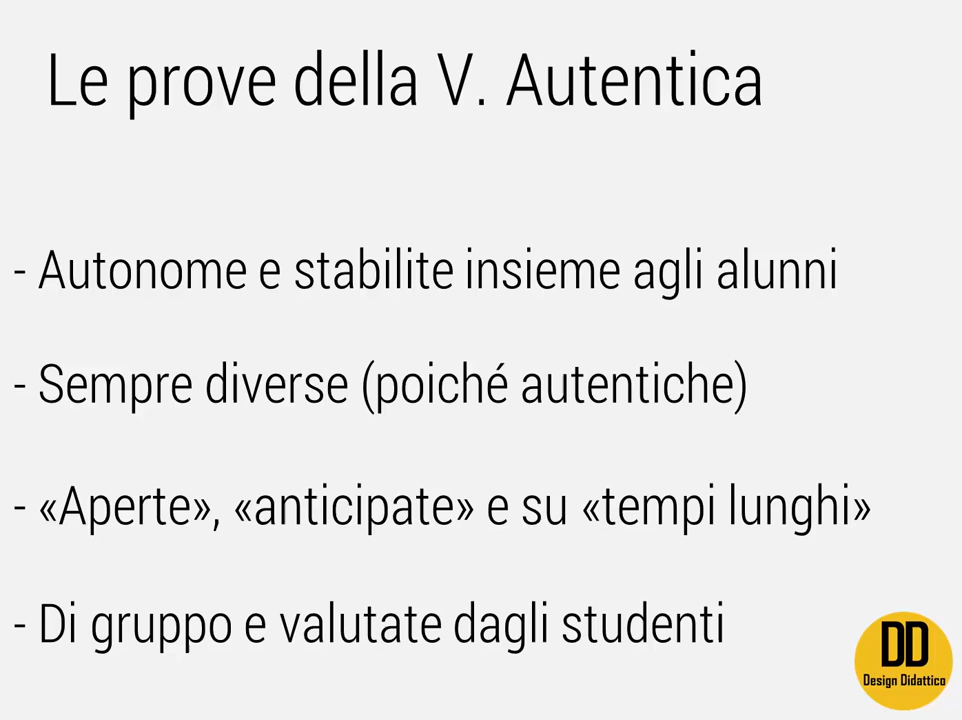 Le prove della V. Autentica
- Autonome e stabilite insieme agli alunni
- Sempre diverse (poiché autentiche)
- «Aperte», «anticipate» e su «tempi lunghi»
- Di gruppo e valutate dagli studenti
DD
Design Didattico